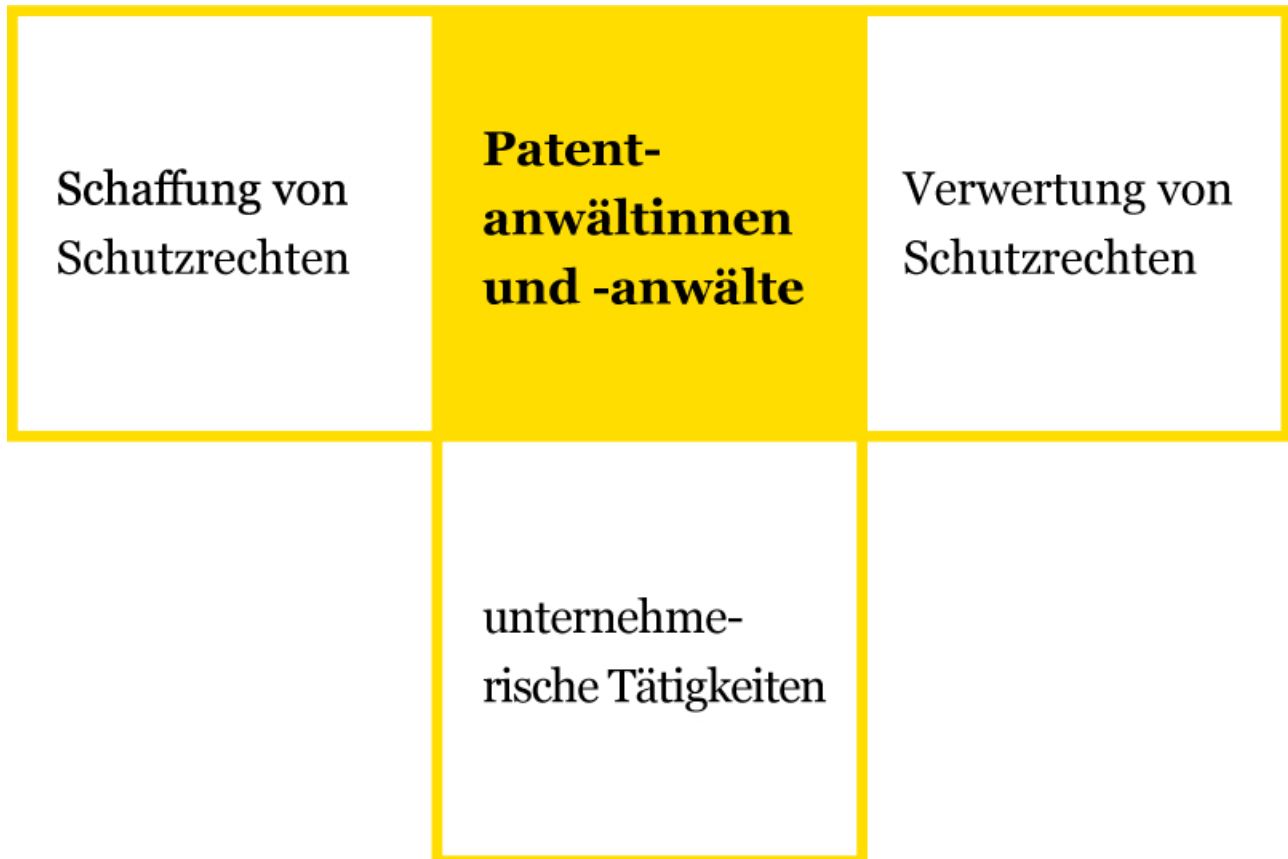 Schaffung von
Schutzrechten
Patent-
anwältinnen
und -anwälte
Verwertung von
Schutzrechten
unternehme-
rische Tätigkeiten